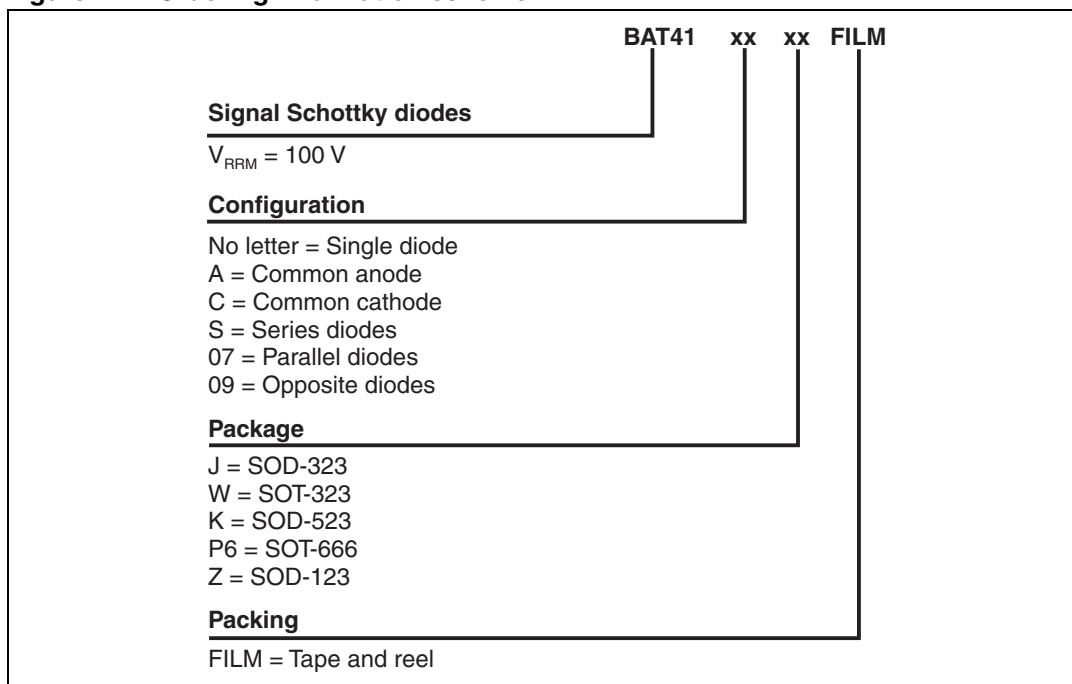 BAT41 xx xx FILM
Signal Schottky diodes
V_RRM = 100 V
Configuration
No letter = Single diode
A = Common anode
C = Common cathode
S = Series diodes
07 = Parallel diodes
09 = Opposite diodes
Package
J = SOD-323
W = SOT-323
K = SOD-523
P6 = SOT-666
Z = SOD-123
Packing
FILM = Tape and reel